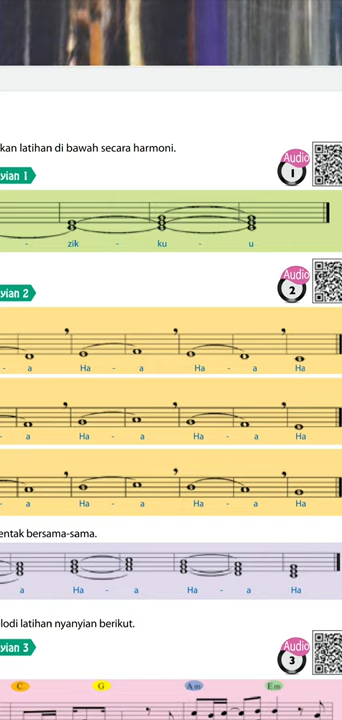 kan latihan di bawah secara harmoni.
Audio
1
yian 1
- zik - ku - u
Audio
2
yian 2
- a Ha - a Ha - a Ha
- a Ha - a Ha - a Ha
- a Ha - a Ha - a Ha
entak bersama-sama.
a Ha - a Ha - a Ha
lodi latihan nyanyian berikut.
Audio
3
yian 3
C G Am Em